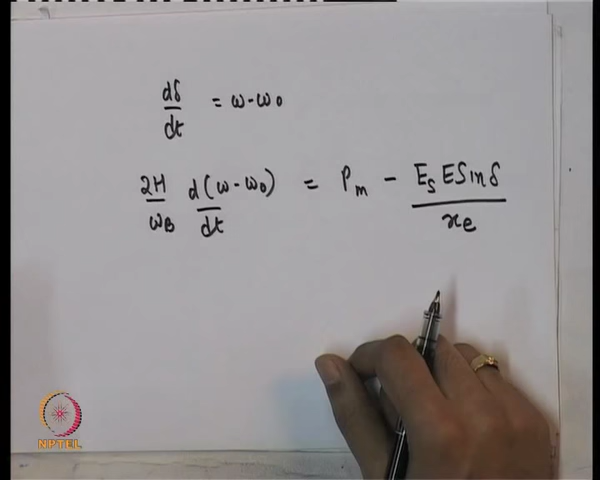 dδ/dt = ω-ω0
2H/ωB d(ω-ω0)/dt = Pm - Es E Sin δ/xe
NPTEL